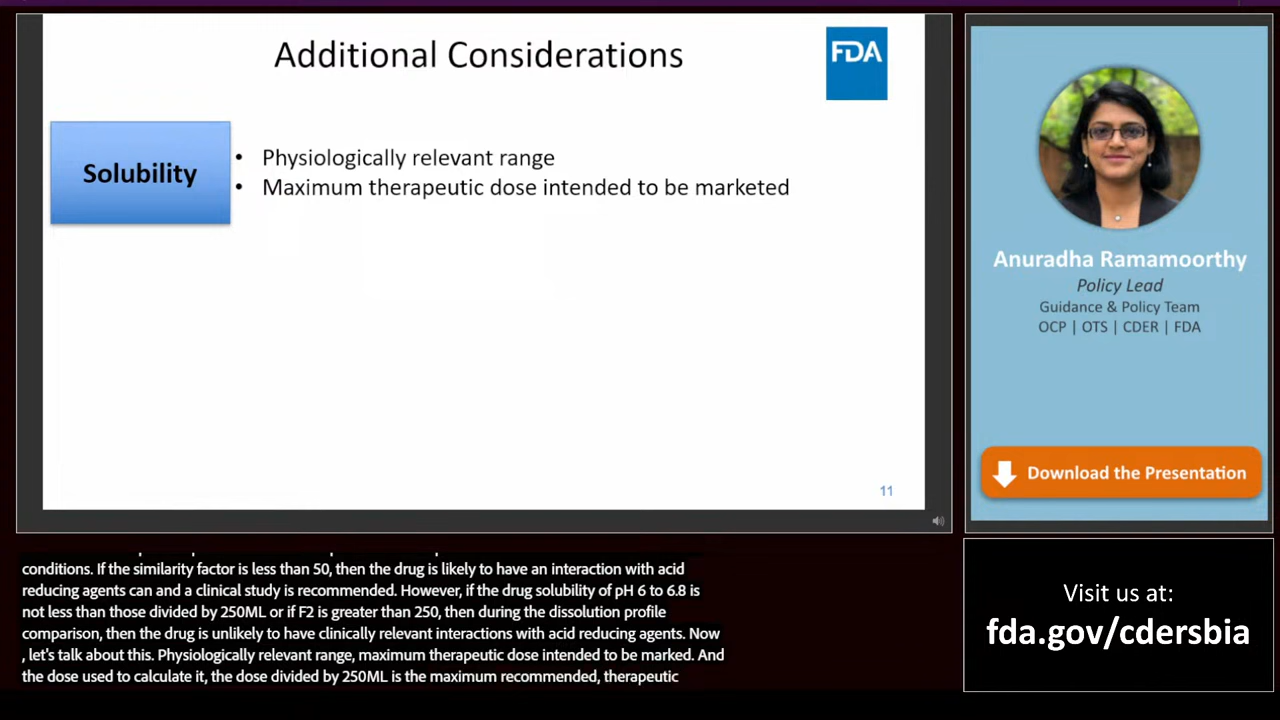 Additional Considerations
FDA
Solubility
• Physiologically relevant range
• Maximum therapeutic dose intended to be marketed
11
Anuradha Ramamoorthy
Policy Lead
Guidance & Policy Team
OCP | OTS | CDER | FDA
Download the Presentation
conditions. If the similarity factor is less than 50, then the drug is likely to have an interaction with acid
reducing agents can and a clinical study is recommended. However, if the drug solubility of pH 6 to 6.8 is
not less than those divided by 250ML or if F2 is greater than 250, then during the dissolution profile
comparison, then the drug is unlikely to have clinically relevant interactions with acid reducing agents. Now
, let's talk about this. Physiologically relevant range, maximum therapeutic dose intended to be marked. And
the dose used to calculate it, the dose divided by 250ML is the maximum recommended, therapeutic
Visit us at:
fda.gov/cdersbia